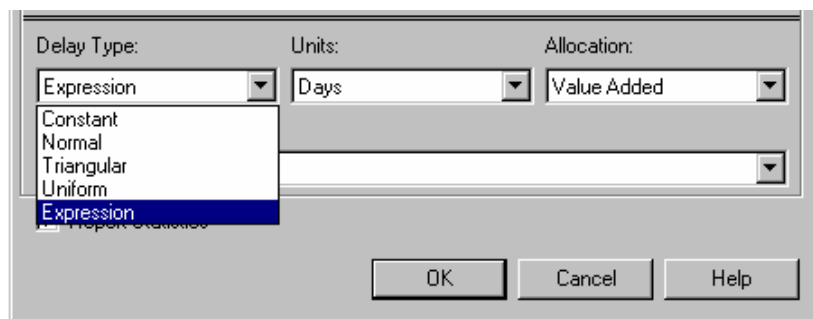 Delay Type: Units: Allocation:
Expression Days Value Added
Constant
Normal
Triangular
Uniform
Expression
OK Cancel Help